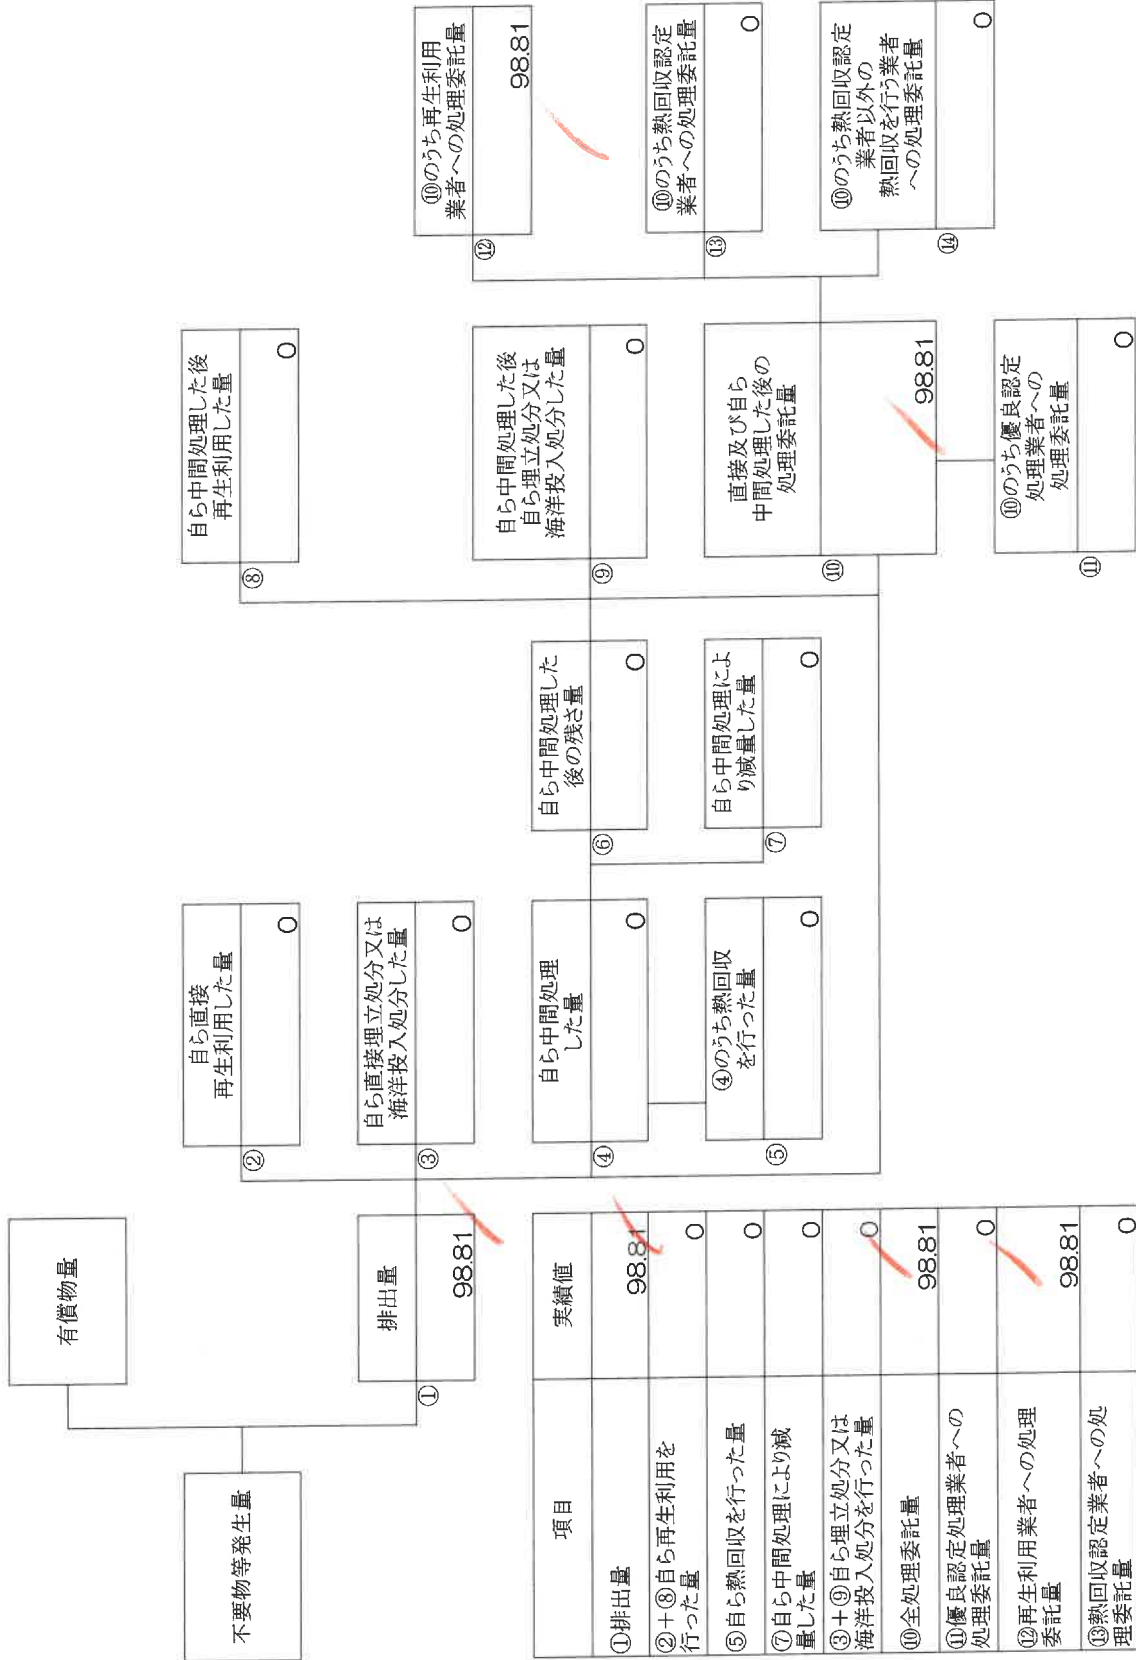 不要物等発生量
有償物量
①
排出量
98.81
②
自ら直接
再生利用した量
0
③
自ら直接埋立処分又は
海洋投入処分した量
0
④
自ら中間処理
した量
0
⑤
④のうち熱回収
を行った量
0
⑥
自ら中間処理した
後の残さ量
0
⑦
自ら中間処理によ
り減量した量
0
⑧
自ら中間処理した後
再生利用した量
0
⑨
自ら中間処理した後
自ら埋立処分又は
海洋投入処分した量
0
⑩
直接及び自ら
中間処理した後の
処理委託量
98.81
⑪
⑩のうち優良認定
処理業者への
処理委託量
0
⑫
⑩のうち再生利用
業者への処理委託量
98.81
⑬
⑩のうち熱回収認定
業者への処理委託量
0
⑭
⑩のうち熱回収認定
業者以外の
熱回収を行う業者
への処理委託量
0
項目 実績値
①排出量 98.81
②+⑧自ら再生利用を
行った量 0
⑤自ら熱回収を行った量 0
⑦自ら中間処理により減
量した量 0
③+⑨自ら埋立処分又は
海洋投入処分を行った量 0
⑩全処理委託量 98.81
⑪優良認定処理業者への
処理委託量 0
⑫再生利用業者への処理
委託量 98.81
⑬熱回収認定業者への処
理委託量 0